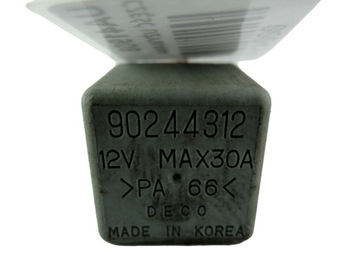 90244312
12V MAX30A
>PA 66<
DECO
MADE IN KOREA